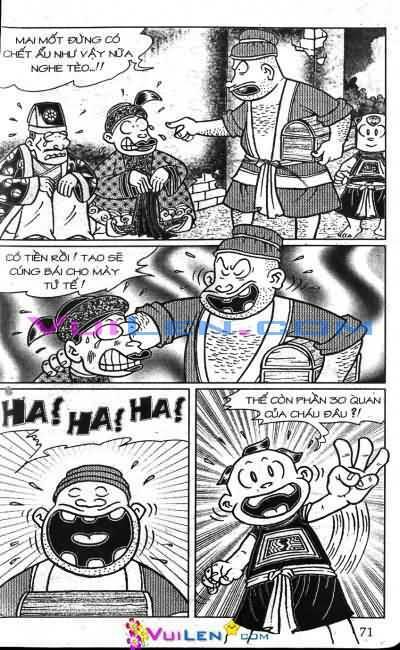 MAI MỐT ĐỪNG CÓ
CHẾT ẨU NHƯ VẬY NỮA
NGHE TÈO..!!
CÓ TIỀN RỒI! TAO SẼ
CÚNG BÁI CHO MÀY
TỬ TẾ!
VUILEN.COM
HA! HA! HA!
THẾ CÒN PHẦN 30 QUAN
CỦA CHÁU ĐÂU?!
71
VUILEN.COM